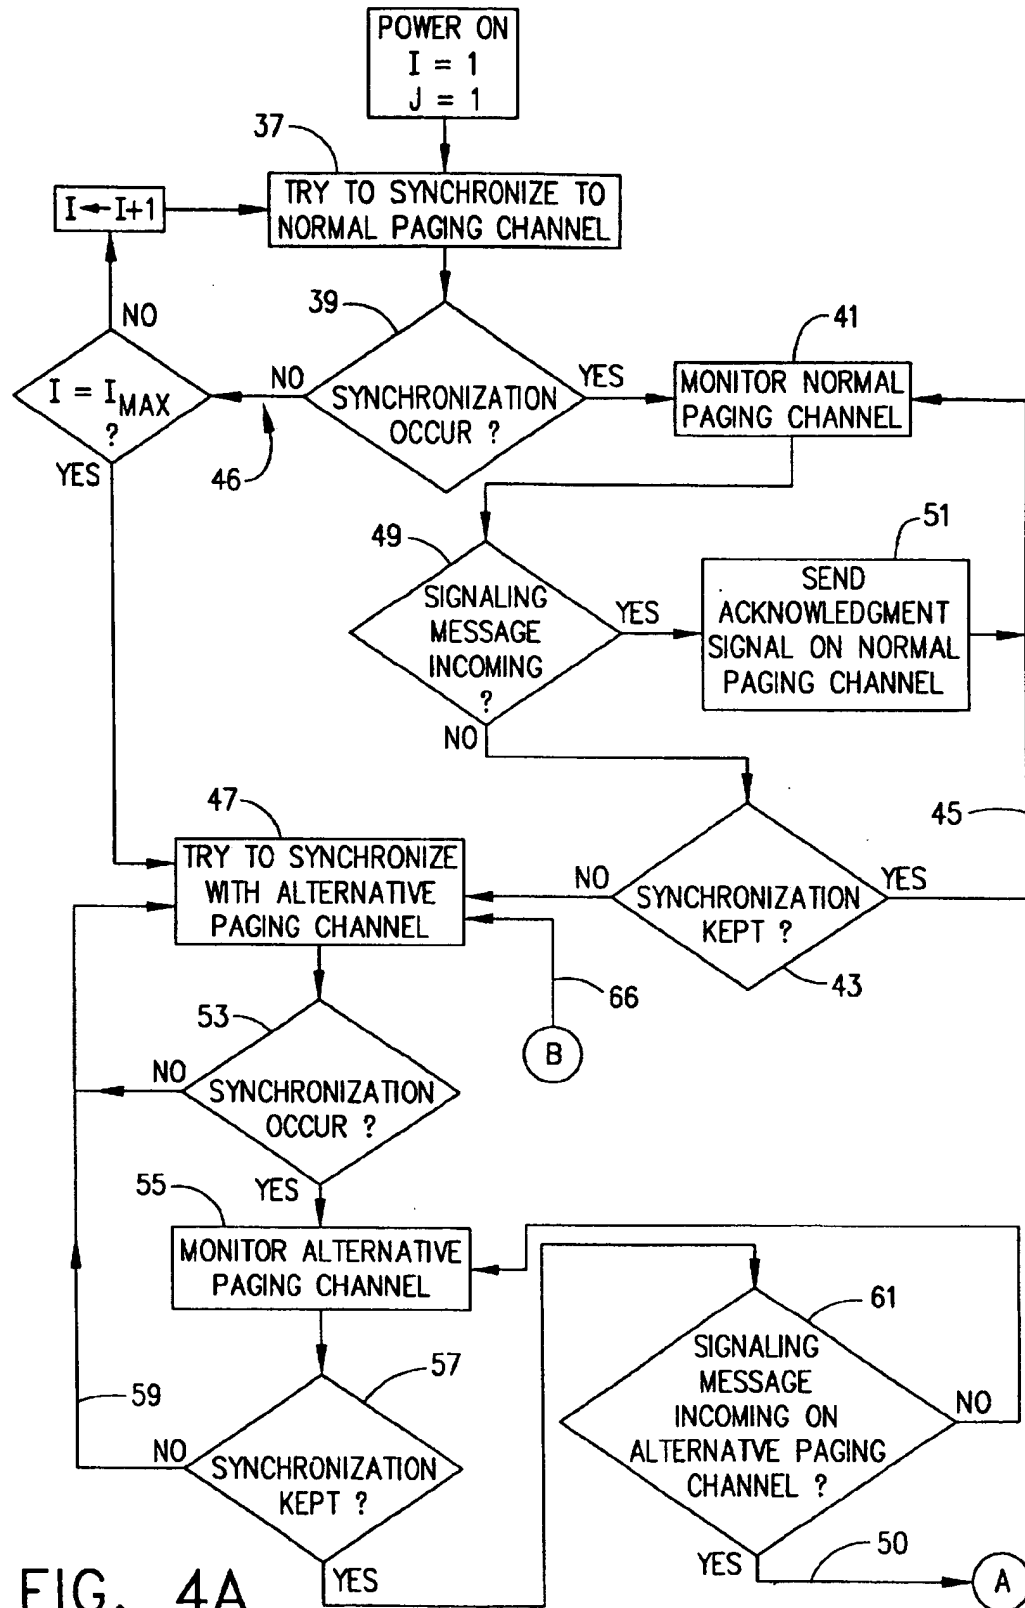 POWER ON
I = 1
J = 1
37
TRY TO SYNCHRONIZE TO
NORMAL PAGING CHANNEL
I←I+1
NO
I = IMAX
?
YES
39
NO
SYNCHRONIZATION
OCCUR ?
YES
46
41
MONITOR NORMAL
PAGING CHANNEL
49
SIGNALING
MESSAGE
INCOMING
?
YES
NO
51
SEND
ACKNOWLEDGMENT
SIGNAL ON NORMAL
PAGING CHANNEL
45
47
TRY TO SYNCHRONIZE
WITH ALTERNATIVE
PAGING CHANNEL
NO
SYNCHRONIZATION
KEPT ?
YES
43
66
B
53
NO
SYNCHRONIZATION
OCCUR ?
YES
55
MONITOR ALTERNATIVE
PAGING CHANNEL
57
59
NO
SYNCHRONIZATION
KEPT ?
YES
61
SIGNALING
MESSAGE
INCOMING ON
ALTERNATVE PAGING
CHANNEL ?
NO
YES
50
A
FIG. 4A